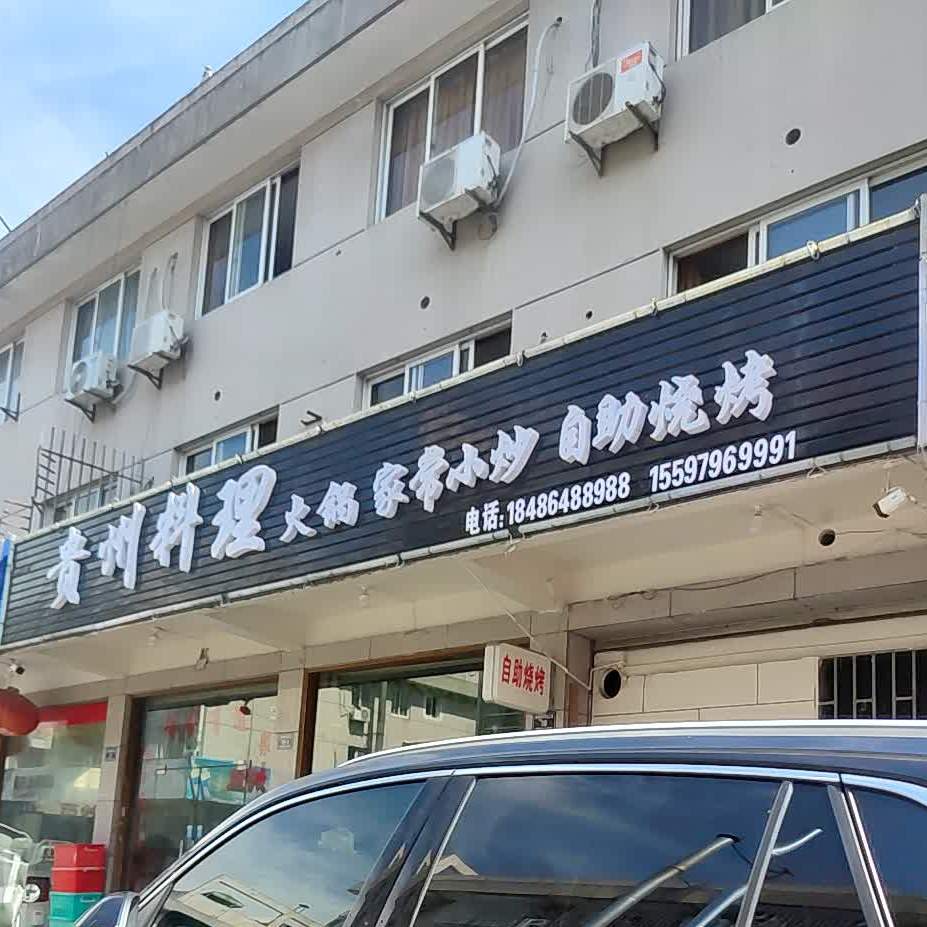 贵州料理 火锅 家常小炒 自助烧烤
电话: 18486488988 15597969991
自助烧烤